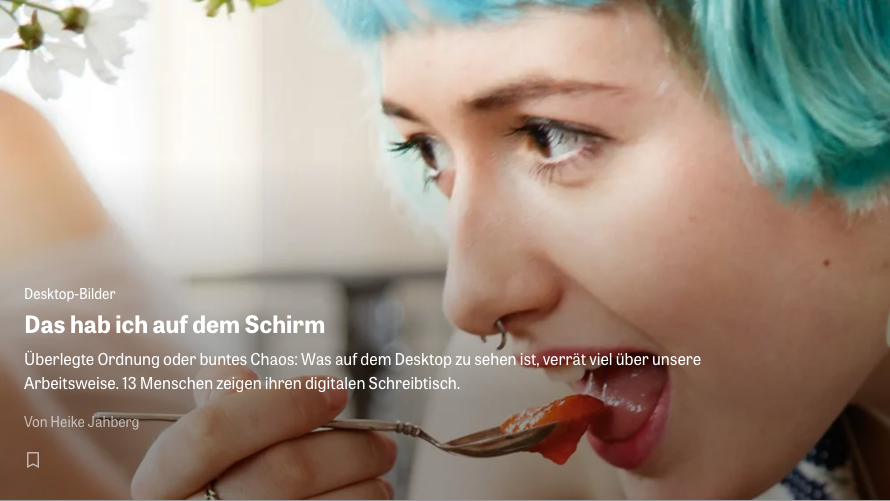 Desktop-Bilder
Das hab ich auf dem Schirm
Überlegte Ordnung oder buntes Chaos: Was auf dem Desktop zu sehen ist, verrät viel über unsere
Arbeitsweise. 13 Menschen zeigen ihren digitalen Schreibtisch.
Von Heike Jahberg